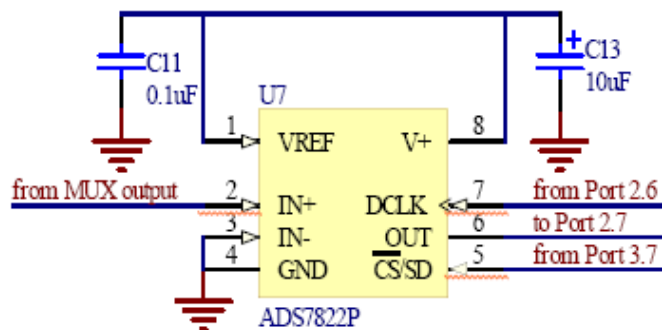 C11
0.1uF
C13
+
10uF
U7
1
VREF
V+
8
from MUX output
2
IN+
DCLK
7
from Port 2.6
3
IN-
OUT
6
to Port 2.7
4
GND
CS/SD
5
from Port 3.7
ADS7822P